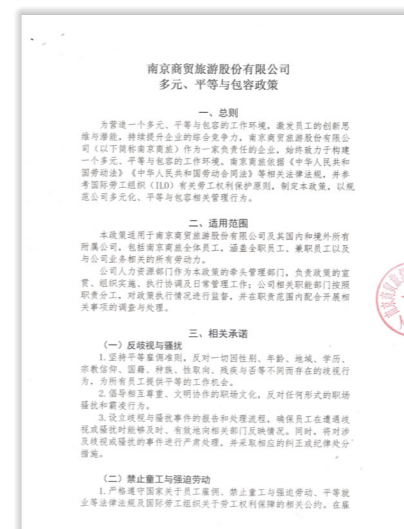 南京商贸旅游股份有限公司
多元、平等与包容政策
一、总则
为营造一个多元、平等与包容的工作环境，激发员工的创新思
维与潜能，持续提升企业的综合竞争力，南京商贸旅游股份有限公
司（以下简称南京商旅）作为一家负责任的企业，始终致力于构建
一个多元、平等与包容的工作环境。南京商旅依据《中华人民共和
国劳动法》《中华人民共和国劳动合同法》等相关法律法规，并参
考国际劳工组织（ILO）有关劳工权利保护原则，制定本政策，以规
范公司多元化、平等与包容相关管理行为。
二、适用范围
本政策适用于南京商贸旅游股份有限公司及其国内和境外所有
附属公司，包括南京商旅全体员工，涵盖全职员工、兼职员工以及
与公司业务相关的所有劳动力。
公司人力资源部门作为本政策的牵头管理部门，负责政策的宣
贯、组织实施、执行协调及日常管理工作；公司相关职能部门按照
职责分工，对政策执行情况进行监督，并在职责范围内配合开展相
关事项的调查与处理。
三、相关承诺
（一）反歧视与骚扰
1.坚持平等雇佣准则，反对一切因性别、年龄、地域、学历、
宗教信仰、国籍、种族、性取向、残疾与否等不同而存在的歧视行
为，为所有员工提供平等的工作机会。
2.倡导相互尊重、文明协作的职场文化，反对任何形式的职场
骚扰和霸凌行为。
3.设立歧视与骚扰事件的报告和处理流程，确保员工在遭遇歧
视或骚扰时能够及时、有效地向相关部门反映情况。同时，将对涉
及歧视或骚扰的事件进行严肃处理，并采取相应的纠正或纪律处分
措施。
（二）禁止童工与强迫劳动
1.严格遵守国家关于员工雇佣、禁止童工与强迫劳动、平等就
业等法律法规及国际劳工组织关于劳工权利保障的相关公约。在雇